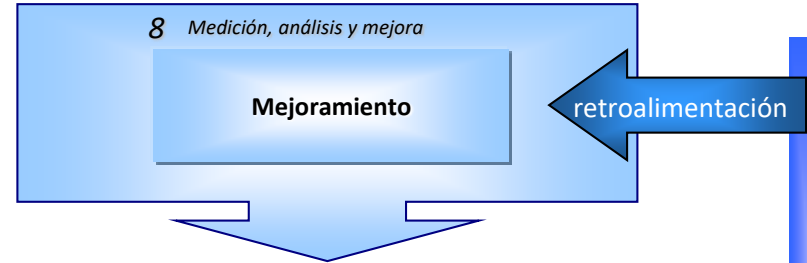 8 Medición, análisis y mejora
Mejoramiento
retroalimentación